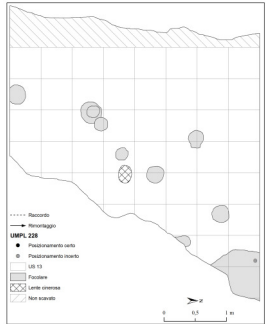 Raccordo
Rimontaggio
UMPL 228
Posizionamento certo
Posizionamento incerto
US 13
Focolare
Lente cinerosa
Non scavato
N
0 0,5 1 m